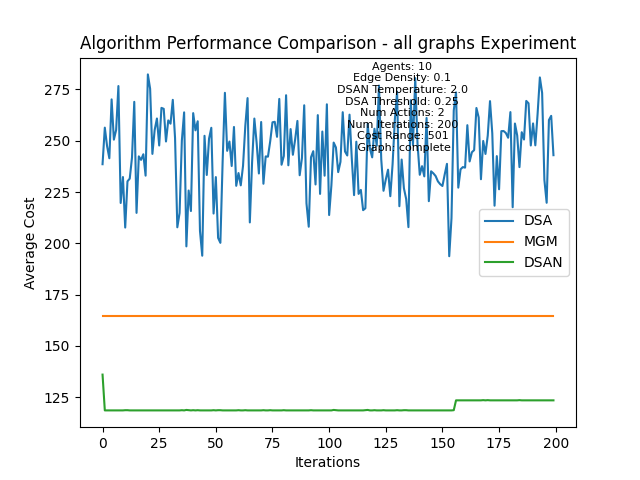 Algorithm Performance Comparison - all graphs Experiment
Agents: 10
Edge Density: 0.1
DSAN Temperature: 2.0
DSA Threshold: 0.25
Num Actions: 2
Num Iterations: 200
Cost Range: 501
Graph: complete
275
250
225
200
175
150
125
Average Cost
DSA
MGM
DSAN
0
25
50
75
100
125
150
175
200
Iterations